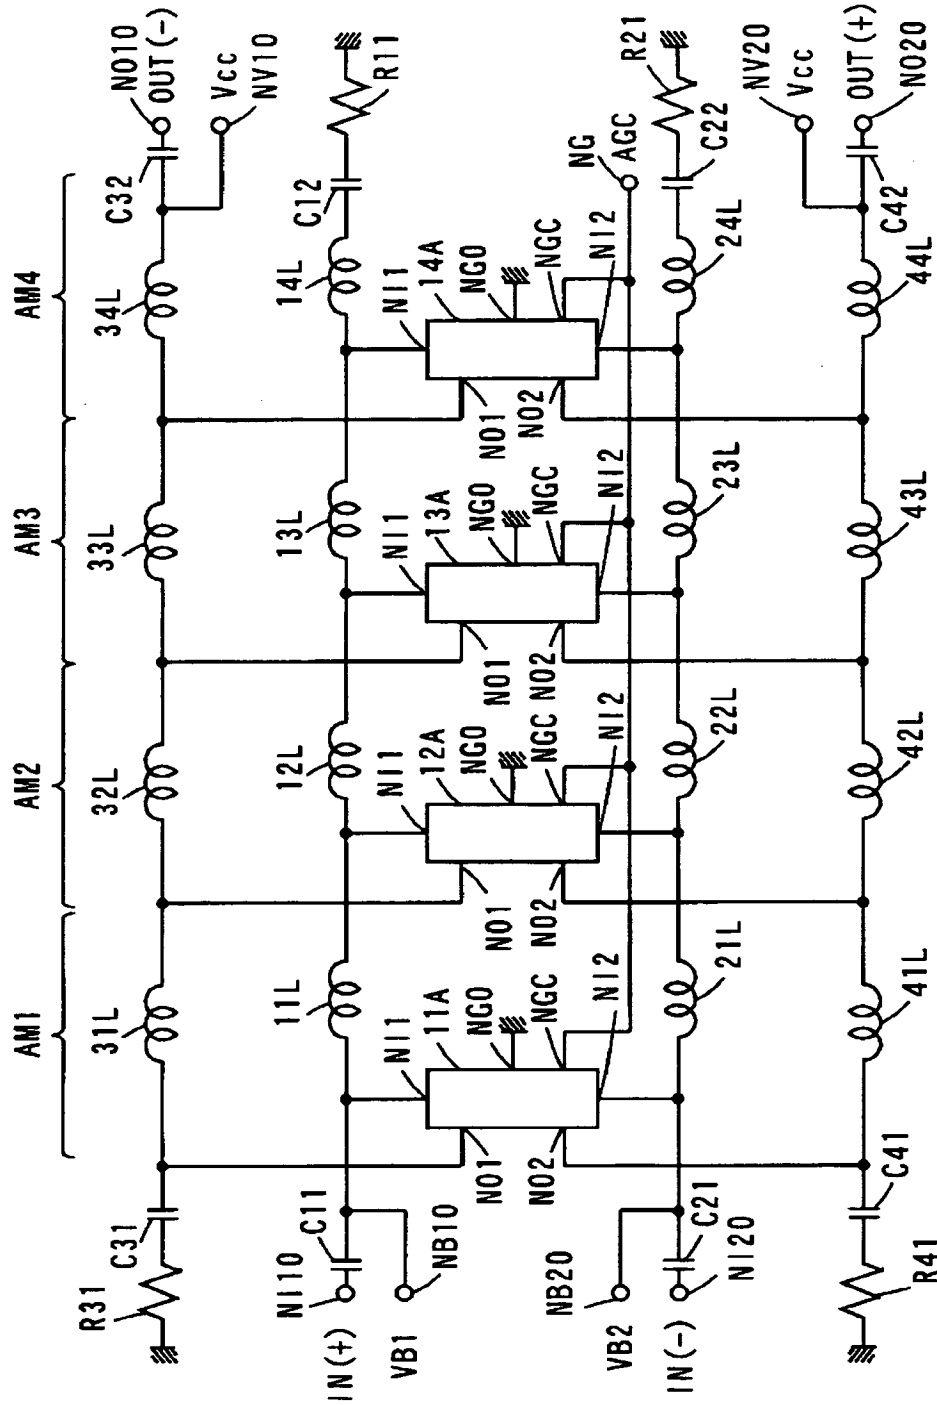 AM1
AM2
AM3
AM4
R31
C31
31L
32L
33L
34L
C32
NO10
OUT(-)
Vcc
NV10
IN(+)
NI10
C11
11L
12L
13L
14L
C12
R11
VB1
NB10
NI1
11A
NGO
NGC
NI2
NO1
NO2
NI1
12A
NGO
NGC
NI2
NO1
NO2
NI1
13A
NGO
NGC
NI2
NO1
NO2
NI1
14A
NGO
NGC
NI2
NO1
NO2
NG
AGC
VB2
NB20
IN(-)
NI20
C21
21L
22L
23L
24L
C22
R21
NV20
Vcc
R41
C41
41L
42L
43L
44L
C42
OUT(+)
NO20